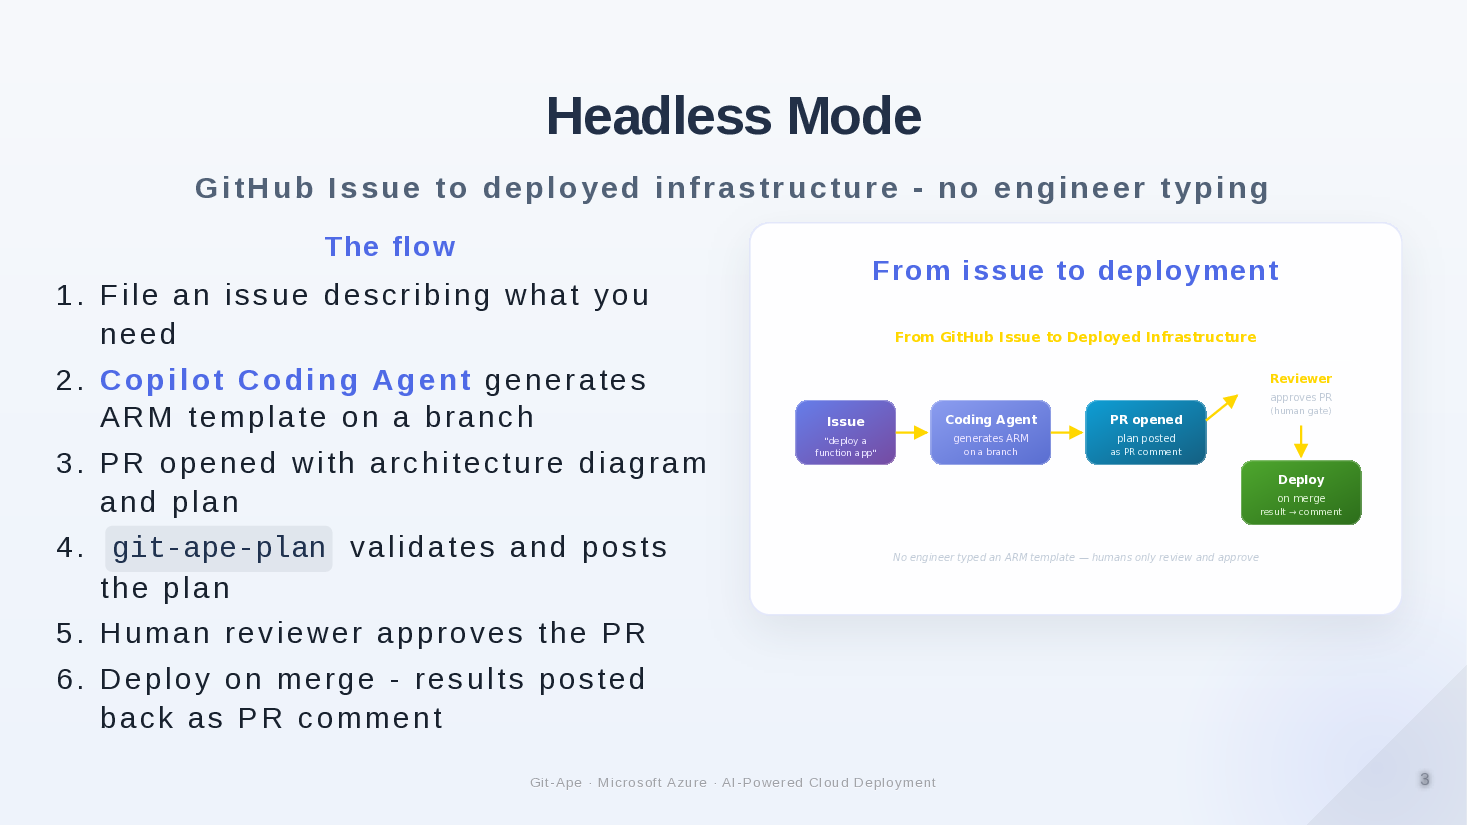 Headless Mode
GitHub Issue to deployed infrastructure - no engineer typing
The flow
1. File an issue describing what you
need
2. Copilot Coding Agent generates
ARM template on a branch
3. PR opened with architecture diagram
and plan
4. git-ape-plan validates and posts
the plan
5. Human reviewer approves the PR
6. Deploy on merge - results posted
back as PR comment
From issue to deployment
From GitHub Issue to Deployed Infrastructure
Issue
"deploy a
function app"
Coding Agent
generates ARM
on a branch
PR opened
plan posted
as PR comment
Reviewer
approves PR
(human gate)
Deploy
on merge
result → comment
No engineer typed an ARM template — humans only review and approve
Git-Ape · Microsoft Azure · AI-Powered Cloud Deployment
3